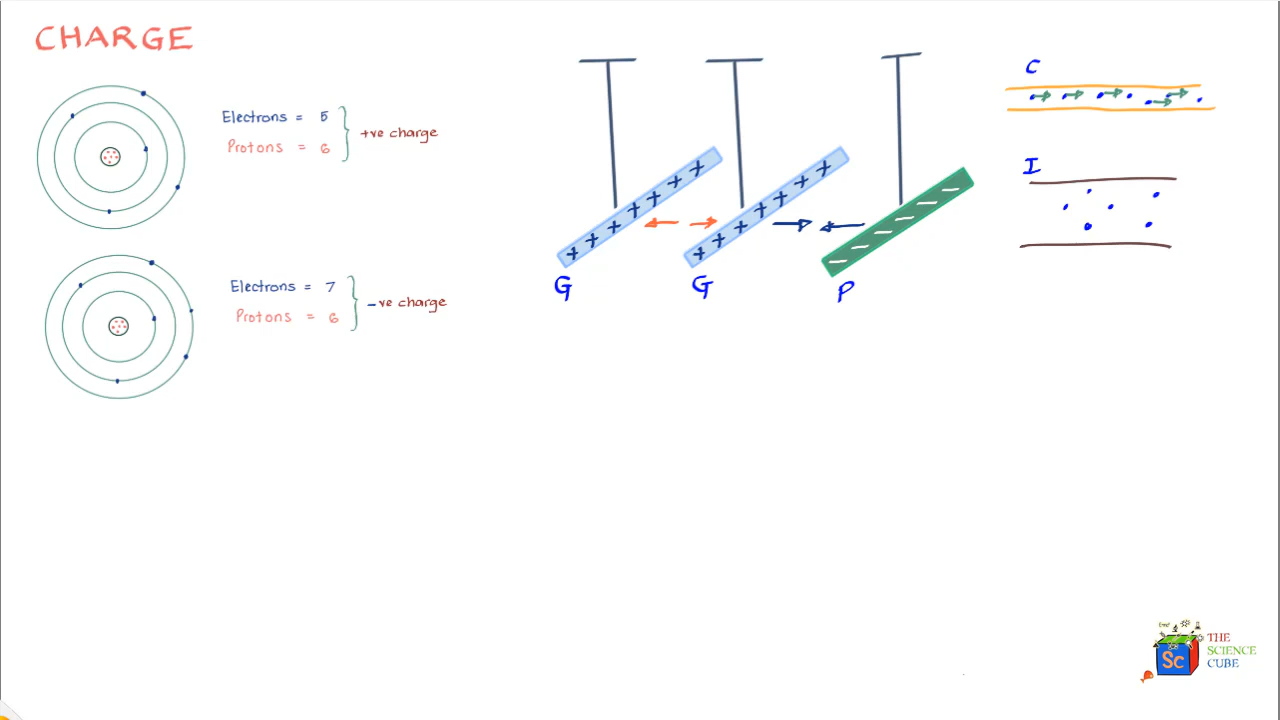 CHARGE
Electrons = 5
Protons = 6
+ve charge
Electrons = 7
Protons = 6
-ve charge
+ + + + + + +
G
+ + + + + + +
G
- - - - - -
P
C
I
Sc
THE
SCIENCE
CUBE